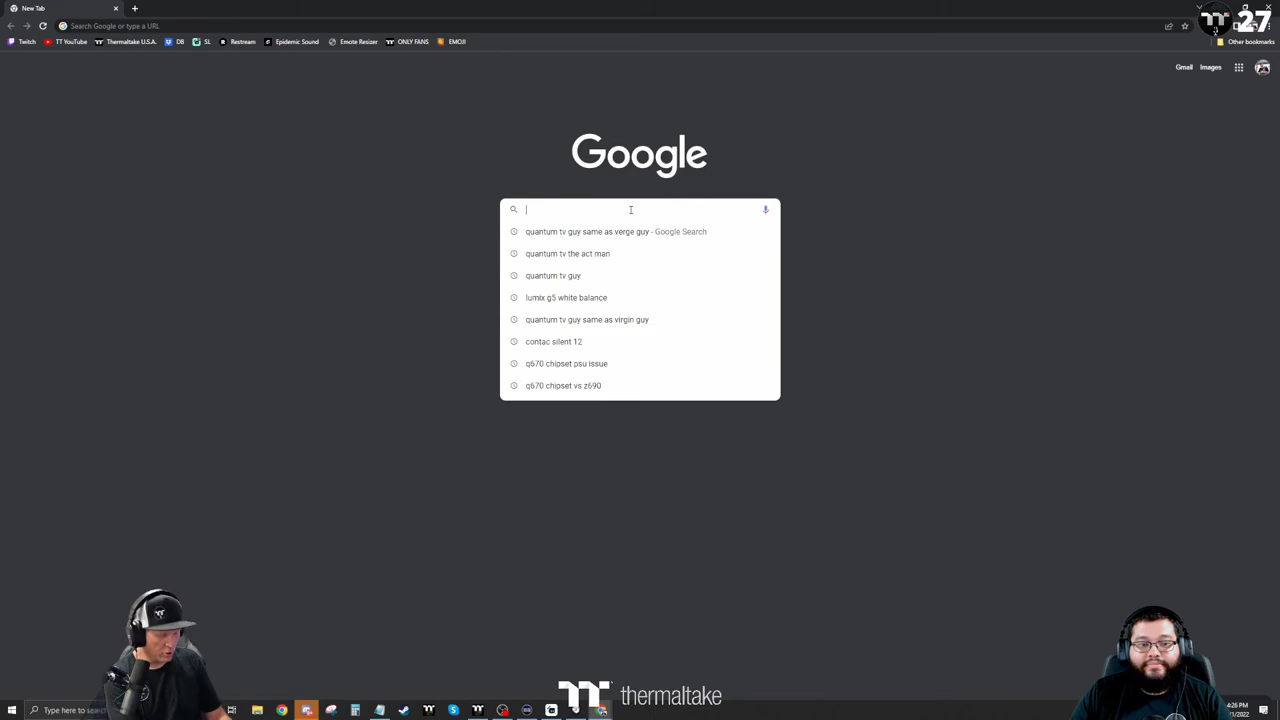 New Tab
27
Search Google or type a URL
Twitch TT YouTube Thermaltake U.S.A. DB SL Restream Epidemic Sound Emote Resizer ONLY FANS EMOJI Other bookmarks
Gmail Images
Google
quantum tv guy same as verge guy - Google Search
quantum tv the act man
quantum tv guy
lumix g5 white balance
quantum tv guy same as virgin guy
contac silent 12
q670 chipset psu issue
q670 chipset vs z690
thermaltake
Type here to
4:26 PM
/1/2022